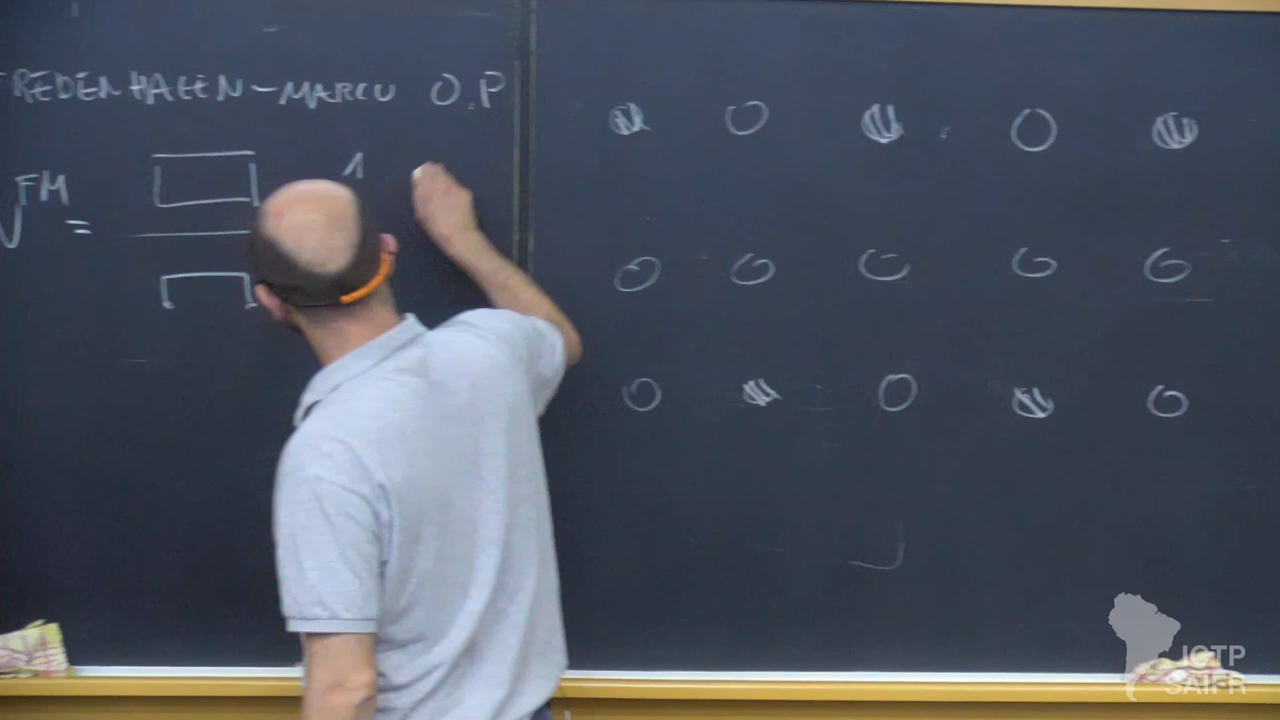 REDENHAGEN-MARCU O.P
FM
=
1
ICTP
SAIFR